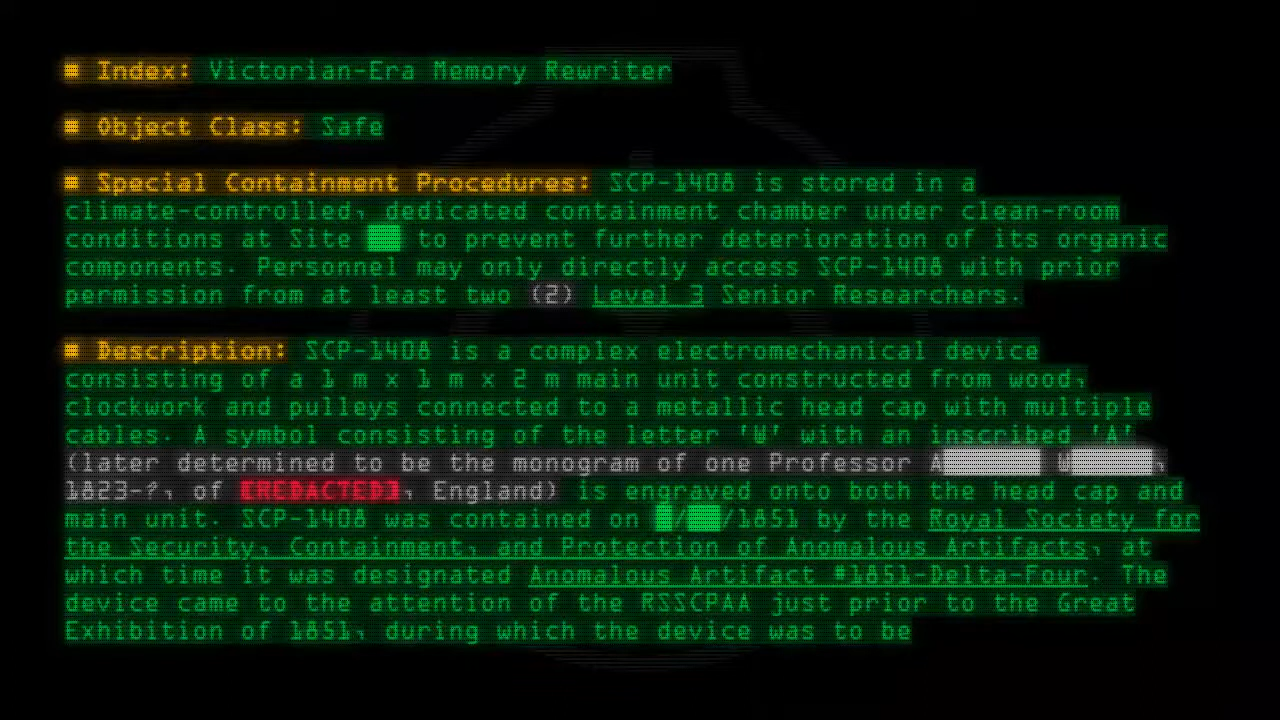 ■ Index: Victorian-Era Memory Rewriter
■ Object Class: Safe
■ Special Containment Procedures: SCP-1408 is stored in a
climate-controlled, dedicated containment chamber under clean-room
conditions at Site ██ to prevent further deterioration of its organic
components. Personnel may only directly access SCP-1408 with prior
permission from at least two (2) Level 3 Senior Researchers.
■ Description: SCP-1408 is a complex electromechanical device
consisting of a 1 m x 1 m x 2 m main unit constructed from wood,
clockwork and pulleys connected to a metallic head cap with multiple
cables. A symbol consisting of the letter 'W' with an inscribed 'A'
(later determined to be the monogram of one Professor A██████ W█████,
1823-?, of [REDACTED], England) is engraved onto both the head cap and
main unit. SCP-1408 was contained on █/██/1851 by the Royal Society for
the Security, Containment, and Protection of Anomalous Artifacts, at
which time it was designated Anomalous Artifact #1851-Delta-Four. The
device came to the attention of the RSSCPAA just prior to the Great
Exhibition of 1851, during which the device was to be